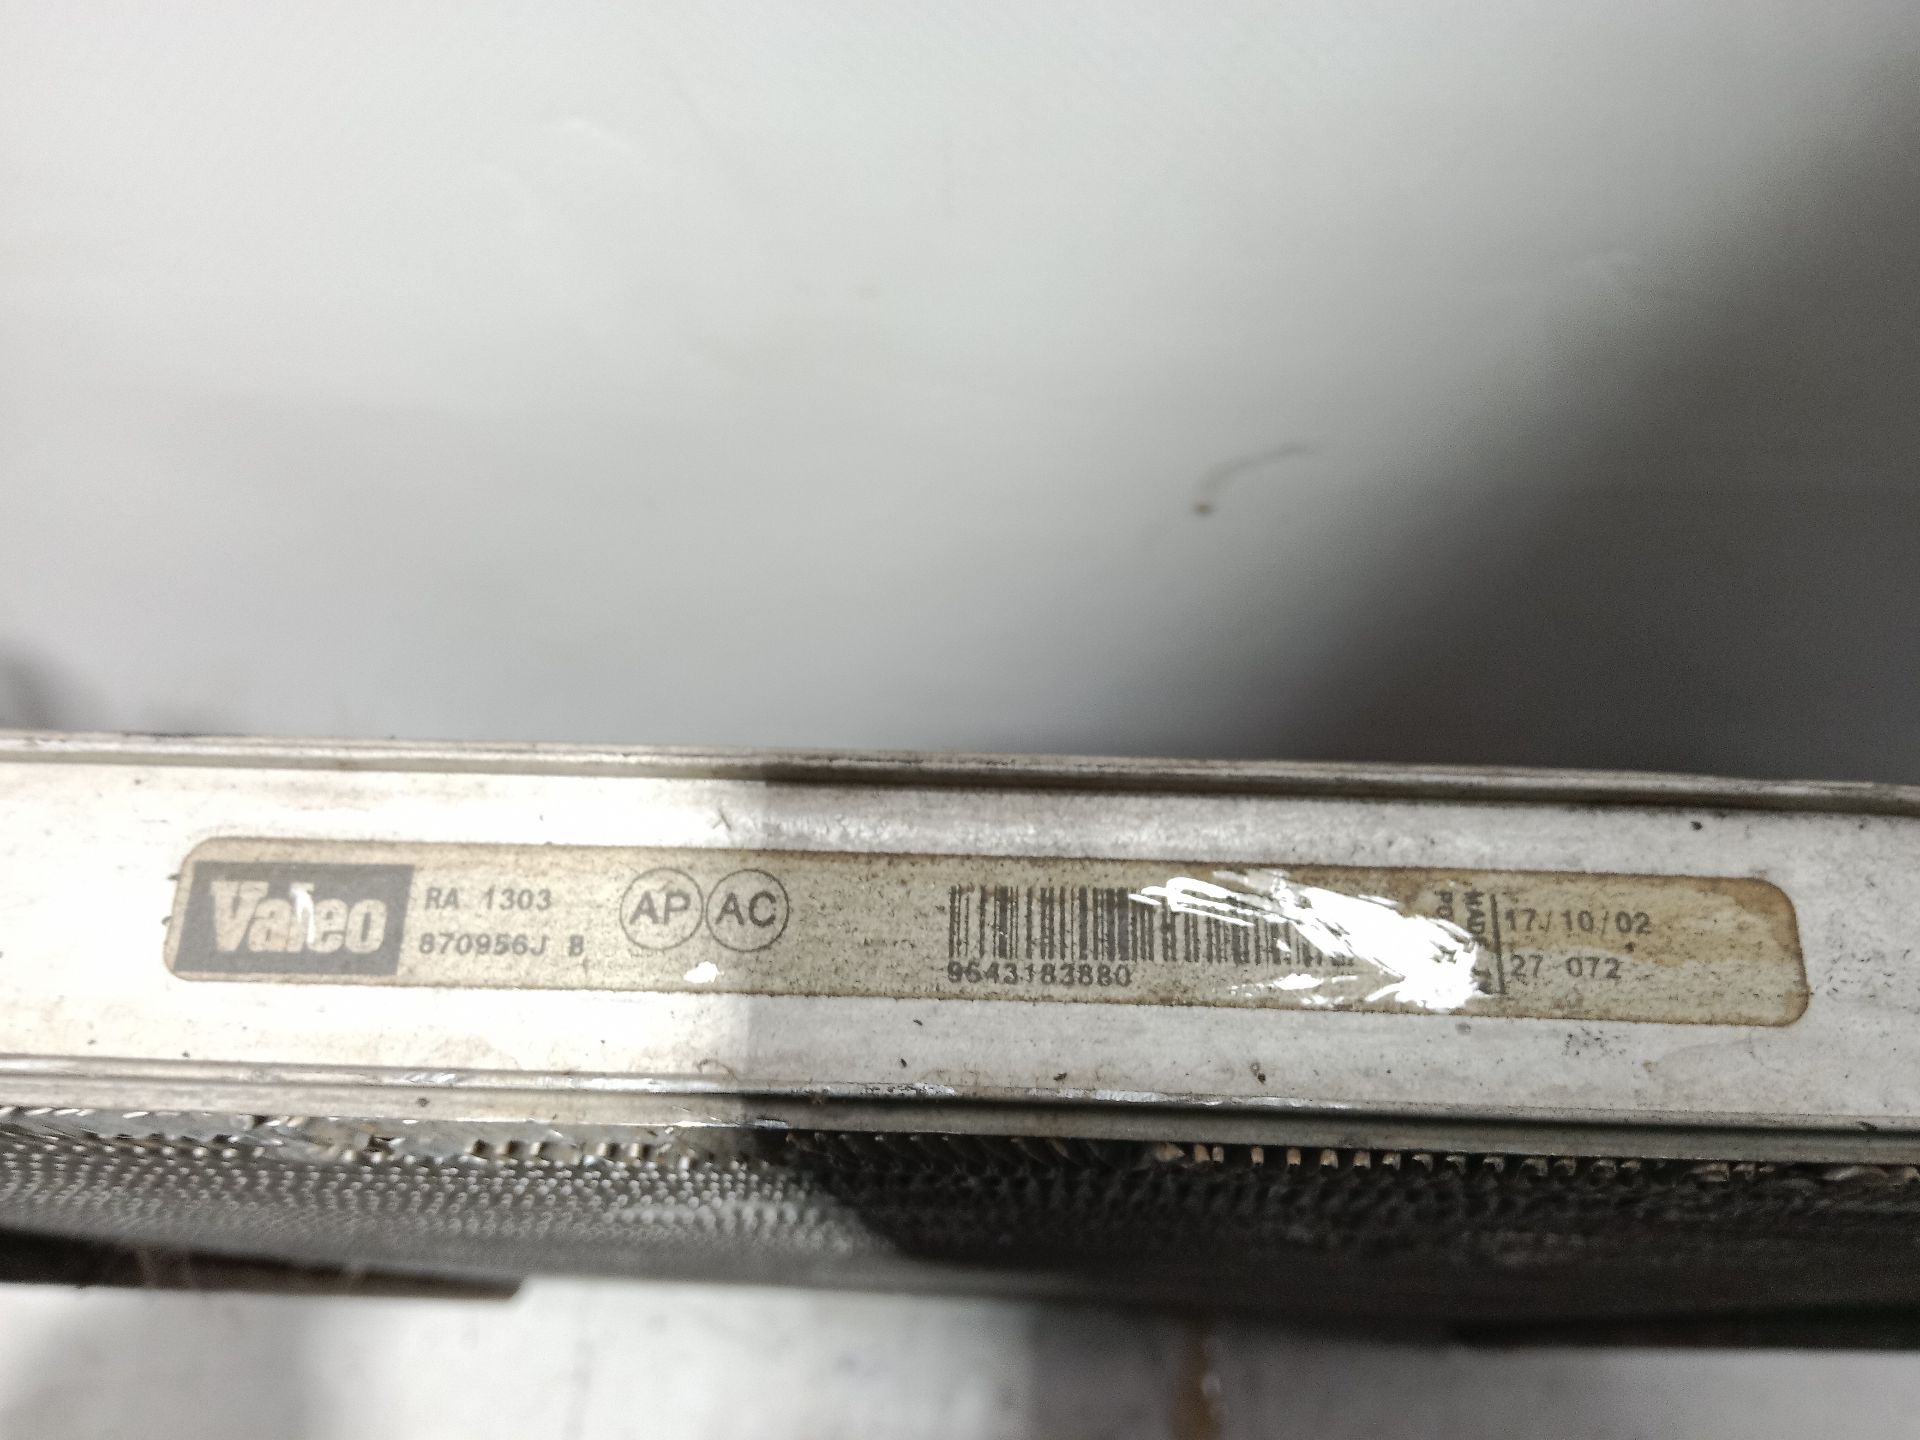 Valeo
RA 1303
870956J B
AP AC
9643183880
17/10/02
27 072